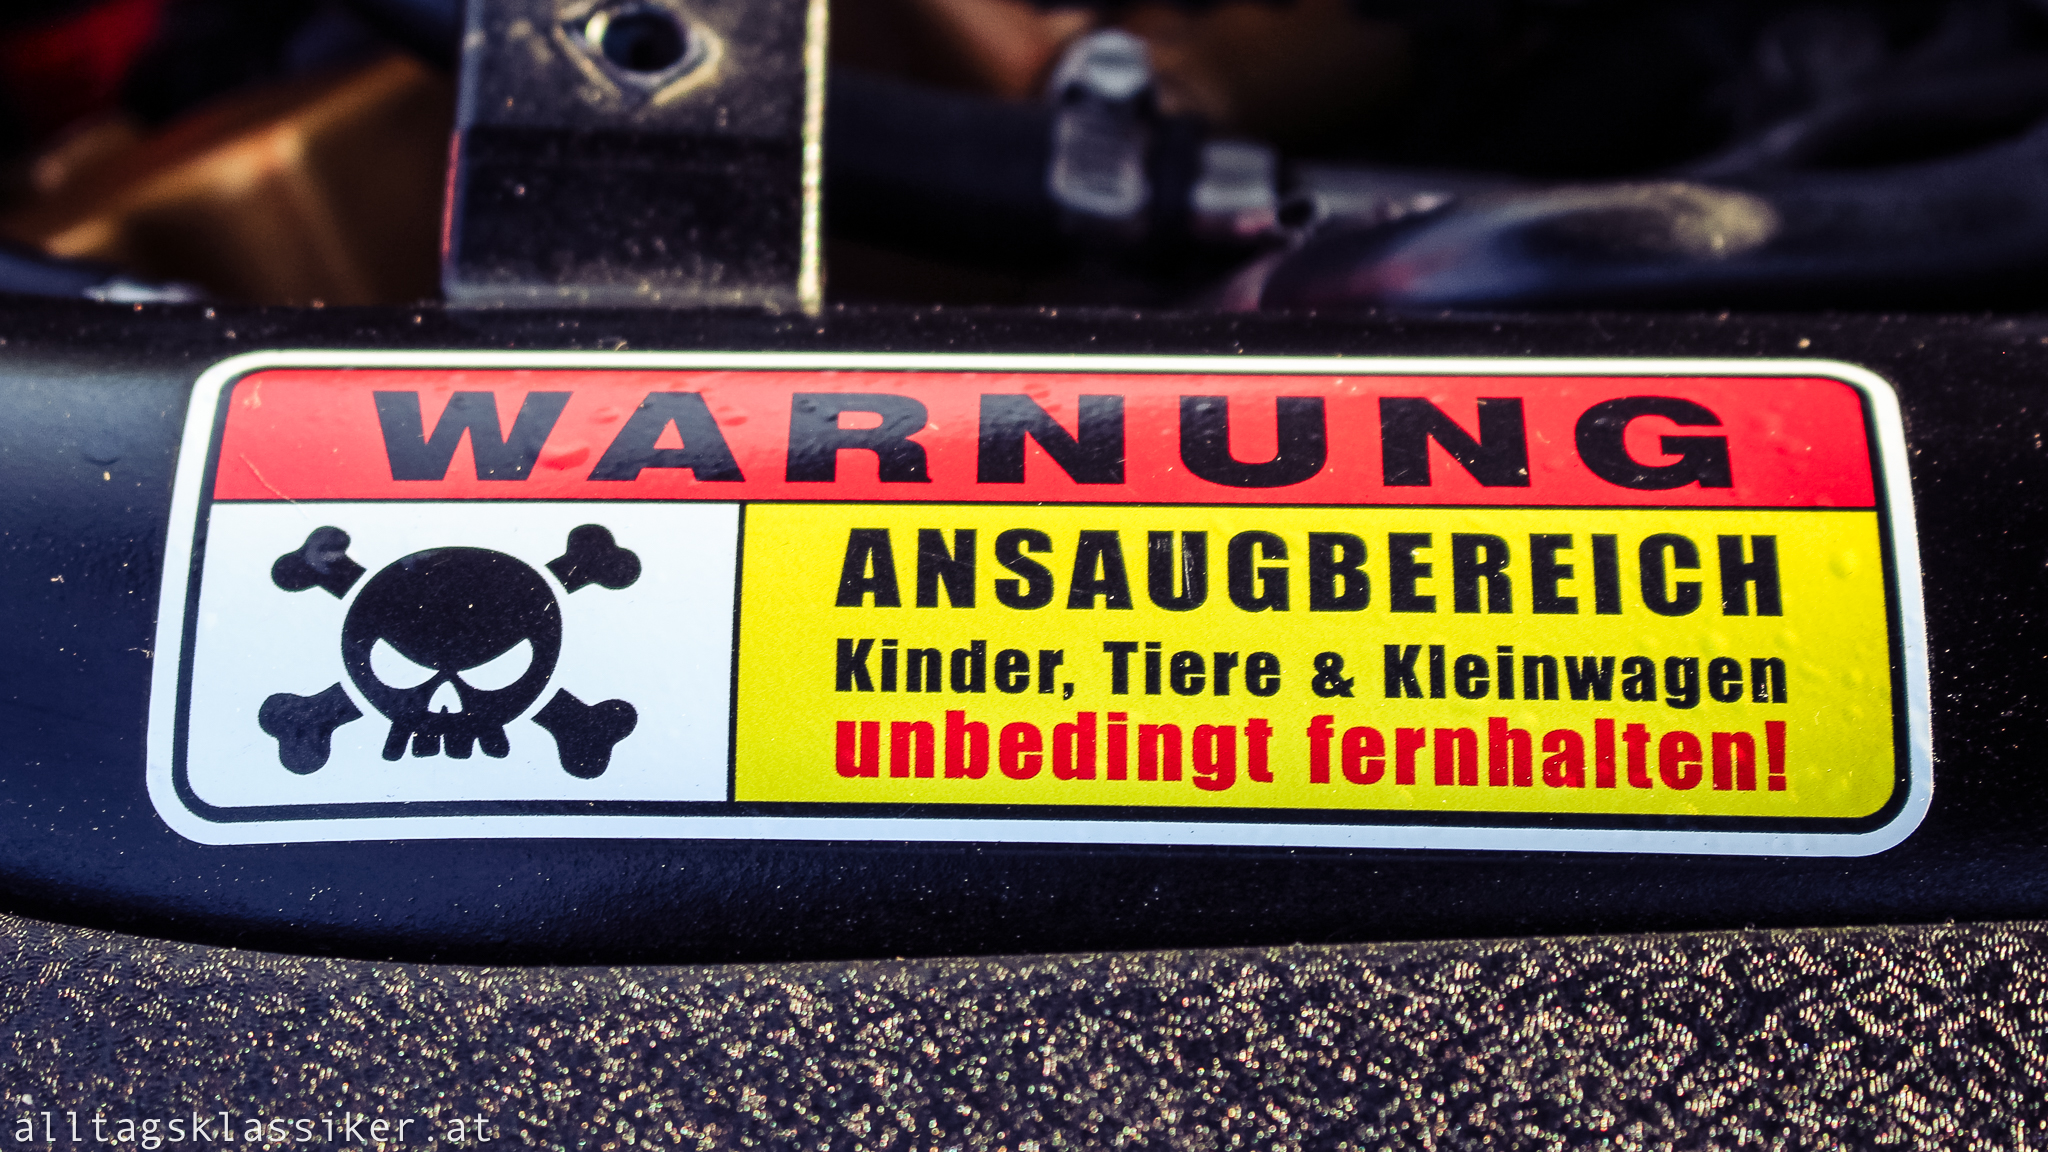 WARNUNG
ANSAUGBEREICH
Kinder, Tiere & Kleinwagen
unbedingt fernhalten!
alltagsklassiker.at